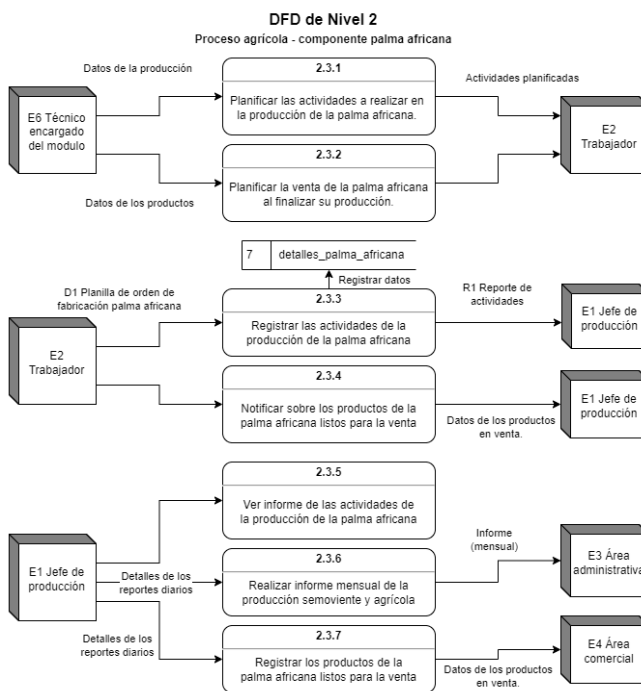 DFD de Nivel 2
Proceso agrícola - componente palma africana
Datos de la producción
2.3.1
Planificar las actividades a realizar en
la producción de la palma africana.
Actividades planificadas
E6 Técnico
encargado
del modulo
2.3.2
Planificar la venta de la palma africana
al finalizar su producción.
Datos de los productos
E2
Trabajador
7
detalles_palma_africana
Registrar datos
D1 Planilla de orden de
fabricación palma africana
2.3.3
Registrar las actividades de la
producción de la palma africana
R1 Reporte de
actividades
E1 Jefe de
producción
E2
Trabajador
2.3.4
Notificar sobre los productos de la
palma africana listos para la venta
Datos de los productos
en venta.
E1 Jefe de
producción
2.3.5
Ver informe de las actividades de
la producción de la palma africana
E1 Jefe de
producción
Detalles de los
reportes diarios
2.3.6
Realizar informe mensual de la
producción semoviente y agrícola
Informe
(mensual)
E3 Área
administrativa
Detalles de los
reportes diarios
2.3.7
Registrar los productos de la
palma africana listos para la venta
Datos de los productos
en venta.
E4 Área
comercial